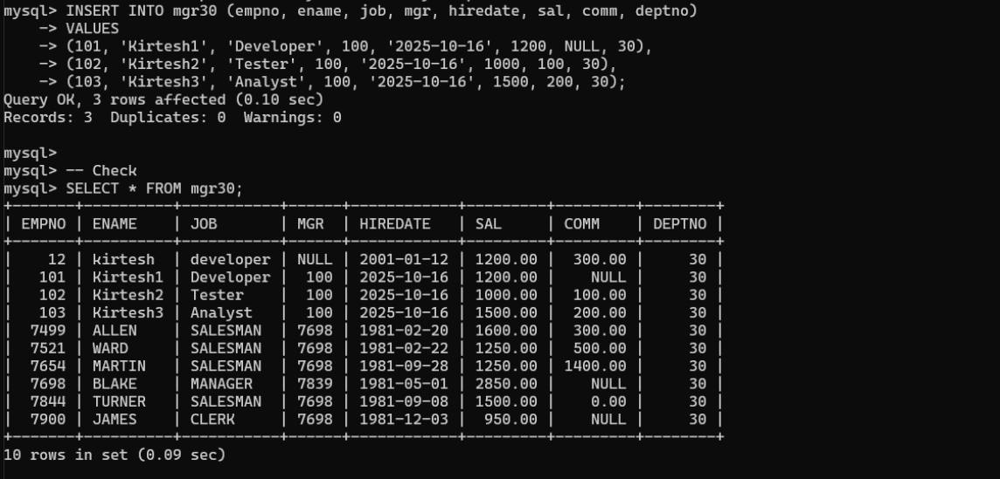 mysql> INSERT INTO mgr30 (empno, ename, job, mgr, hiredate, sal, comm, deptno)
    -> VALUES
    -> (101, 'Kirtesh1', 'Developer', 100, '2025-10-16', 1200, NULL, 30),
    -> (102, 'Kirtesh2', 'Tester', 100, '2025-10-16', 1000, 100, 30),
    -> (103, 'Kirtesh3', 'Analyst', 100, '2025-10-16', 1500, 200, 30);
Query OK, 3 rows affected (0.10 sec)
Records: 3  Duplicates: 0  Warnings: 0

mysql>
mysql> -- Check
mysql> SELECT * FROM mgr30;
+-------+----------+-----------+------+------------+---------+---------+--------+
| EMPNO | ENAME    | JOB       | MGR  | HIREDATE   | SAL     | COMM    | DEPTNO |
+-------+----------+-----------+------+------------+---------+---------+--------+
|    12 | kirtesh  | developer | NULL | 2001-01-12 | 1200.00 |  300.00 |     30 |
|   101 | Kirtesh1 | Developer |  100 | 2025-10-16 | 1200.00 |    NULL |     30 |
|   102 | Kirtesh2 | Tester    |  100 | 2025-10-16 | 1000.00 |  100.00 |     30 |
|   103 | Kirtesh3 | Analyst   |  100 | 2025-10-16 | 1500.00 |  200.00 |     30 |
|  7499 | ALLEN    | SALESMAN  | 7698 | 1981-02-20 | 1600.00 |  300.00 |     30 |
|  7521 | WARD     | SALESMAN  | 7698 | 1981-02-22 | 1250.00 |  500.00 |     30 |
|  7654 | MARTIN   | SALESMAN  | 7698 | 1981-09-28 | 1250.00 | 1400.00 |     30 |
|  7698 | BLAKE    | MANAGER   | 7839 | 1981-05-01 | 2850.00 |    NULL |     30 |
|  7844 | TURNER   | SALESMAN  | 7698 | 1981-09-08 | 1500.00 |    0.00 |     30 |
|  7900 | JAMES    | CLERK     | 7698 | 1981-12-03 |  950.00 |    NULL |     30 |
+-------+----------+-----------+------+------------+---------+---------+--------+
10 rows in set (0.09 sec)